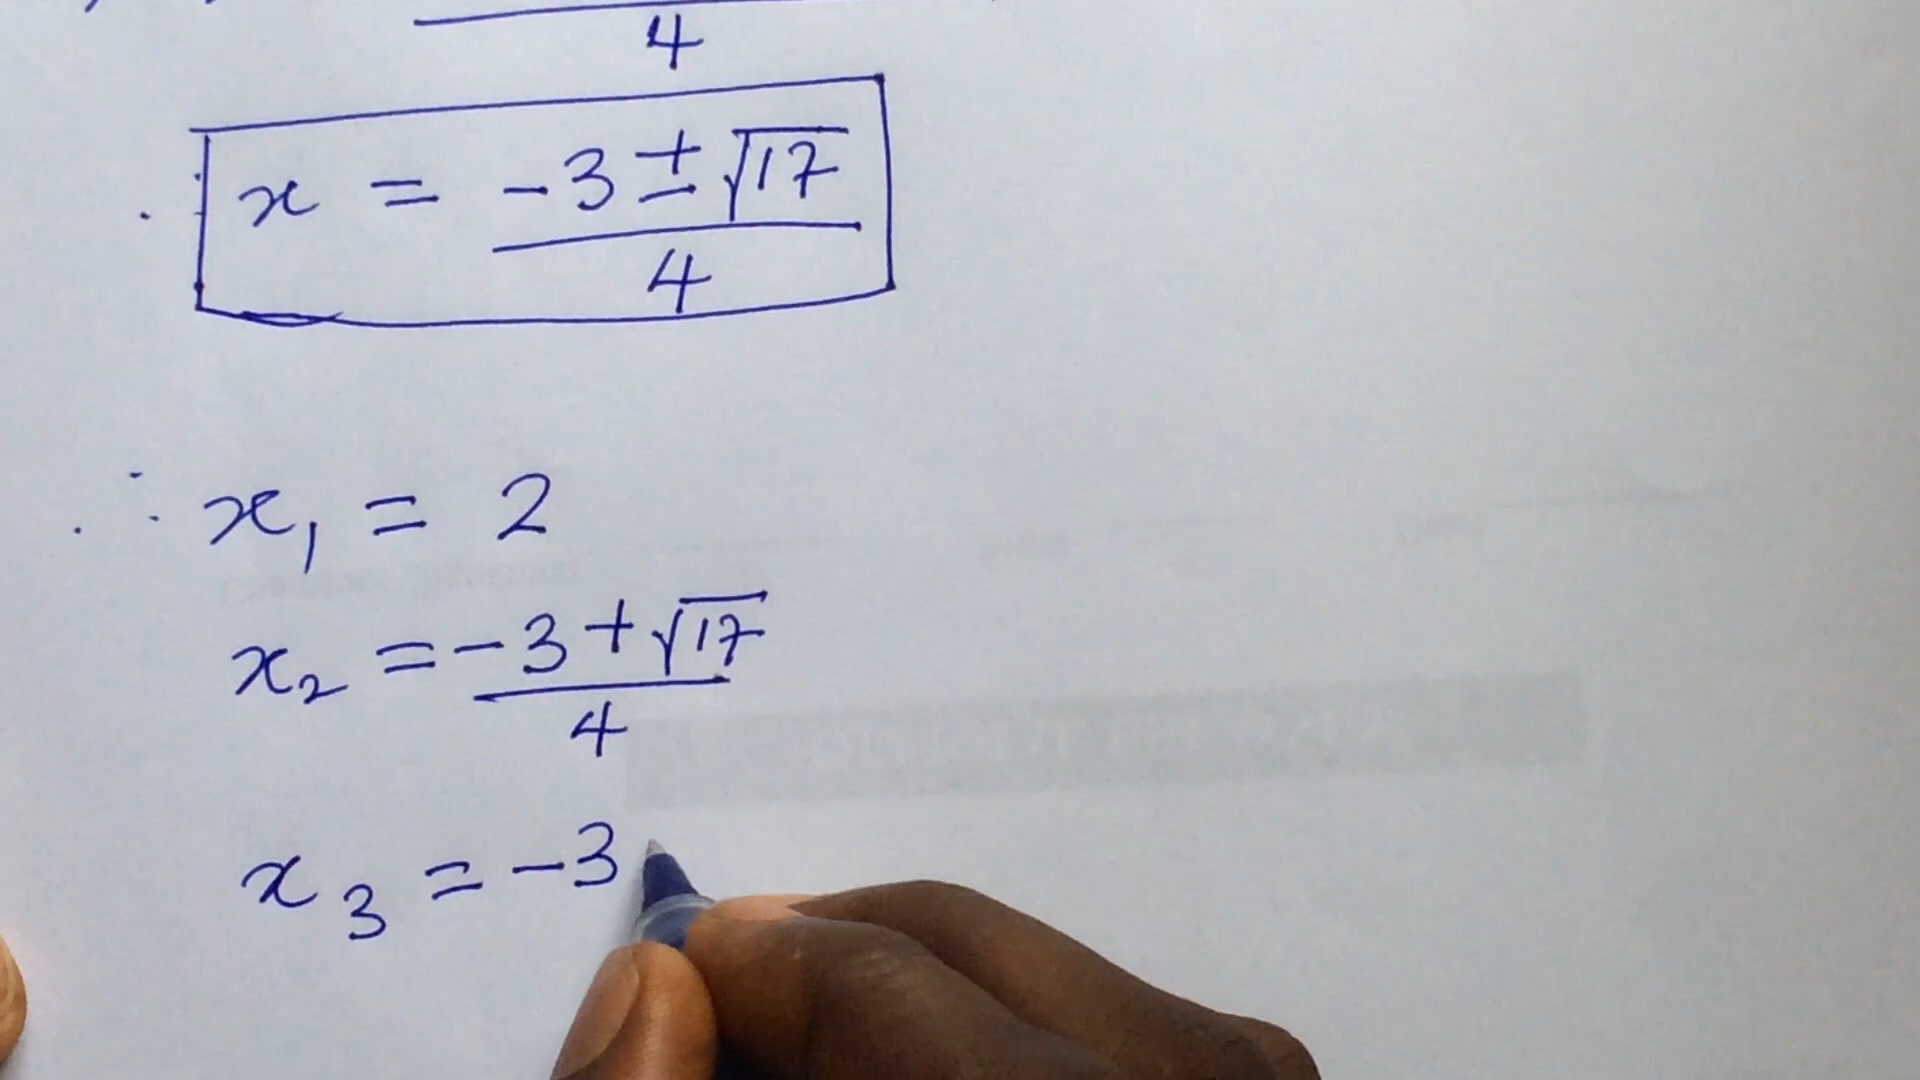 4
∴ x = (-3 ± √17)/4
∴ x₁ = 2
x₂ = (-3 + √17)/4
x₃ = -3